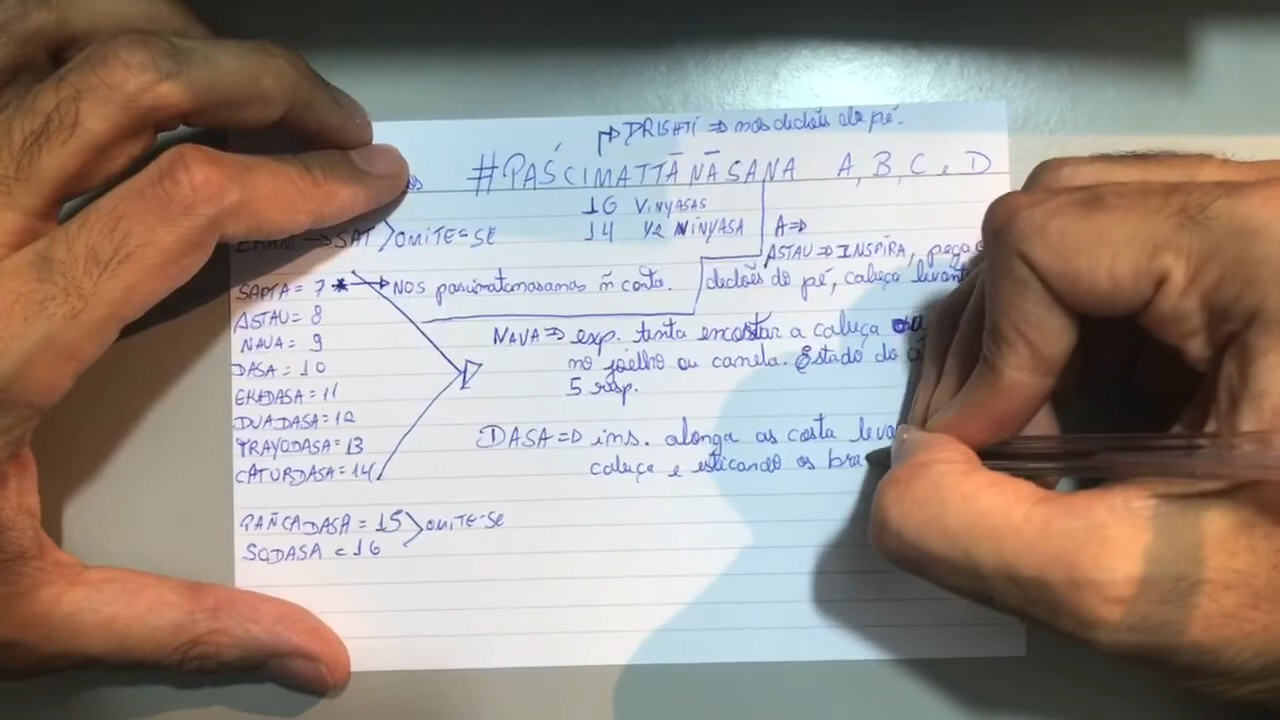 DRISHTI ⇒ nos dedões do pé.
#PAŚCIMATTĀNĀSANA A, B, C e D
16 VINYASAS
14 1/2 VINYASA
EKAM → SAT > OMITE-SE
A ⇒
ASTAU ⇒ INSPIRA, pega
dedões do pé, cabeça levant
SAPTA = 7 * → NOS pascimatanasanas ñ conta.
ASTAU = 8
NAVA = 9
DASA = 10
EKADASA = 11
DUADASA = 12
TRAYODASA = 13
CATURDASA = 14
NAVA ⇒ exp. tenta encostar a cabeça
no joelho ou canela. Estado do
5 resp.
DASA ⇒ ins. alonga as costa leva
cabeça e esticando os bra
PAÑCADASA = 15 > OMITE-SE
SODASA = 16